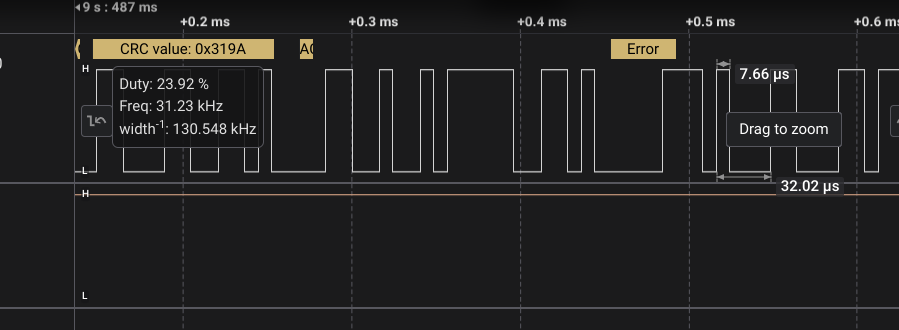 9 s : 487 ms
+0.2 ms +0.3 ms +0.4 ms +0.5 ms +0.6 ms
CRC value: 0x319A AC Error
H
7.66 µs
Duty: 23.92 %
Freq: 31.23 kHz
width⁻¹: 130.548 kHz
Drag to zoom
L
32.02 µs
H
L